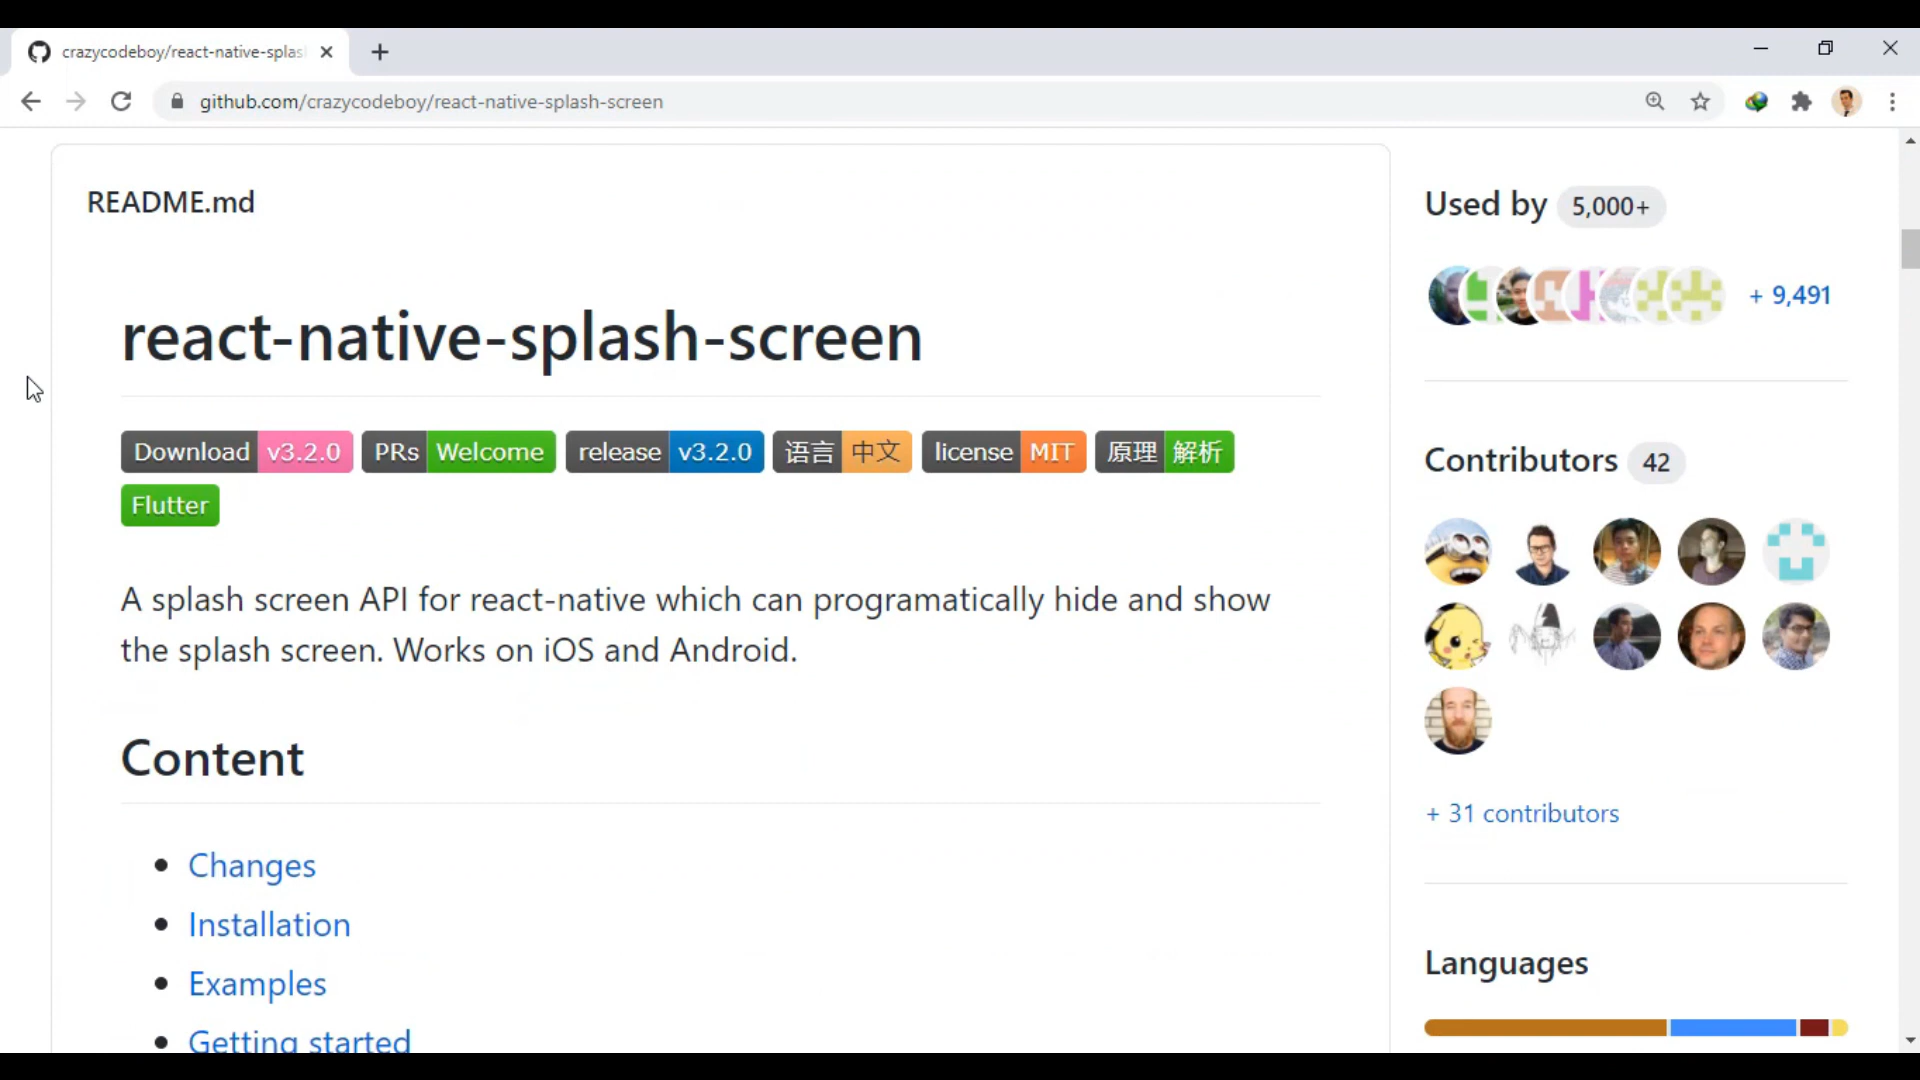 crazycodeboy/react-native-splas
github.com/crazycodeboy/react-native-splash-screen
README.md
react-native-splash-screen
Download v3.2.0 PRs Welcome release v3.2.0 语言 中文 license MIT 原理 解析
Flutter
A splash screen API for react-native which can programatically hide and show
the splash screen. Works on iOS and Android.
Content
Changes
Installation
Examples
Getting started
Used by 5,000+
+ 9,491
Contributors 42
+ 31 contributors
Languages